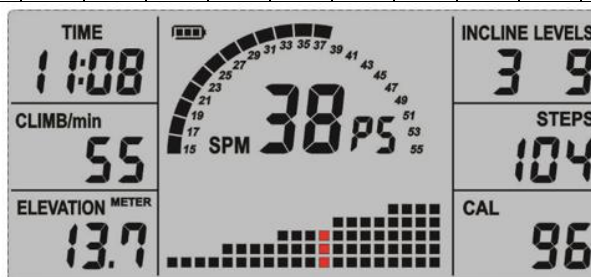 TIME
11:08
CLIMB/min
55
ELEVATION METER
13.7
15 17 19 21 23 25 27 29 31 33 35 37 39 41 43 45 47 49 51 53 55
SPM 38 PS
INCLINE LEVELS
3 9
STEPS
104
CAL
96